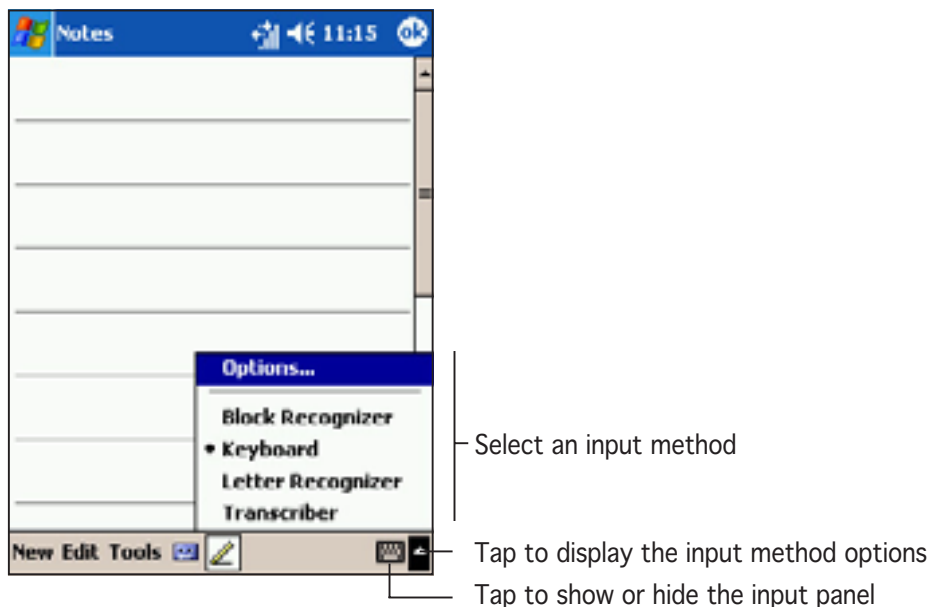 Notes 11:15 ok
Options...
Block Recognizer
• Keyboard
Letter Recognizer
Transcriber
Select an input method
New Edit Tools
Tap to display the input method options
Tap to show or hide the input panel